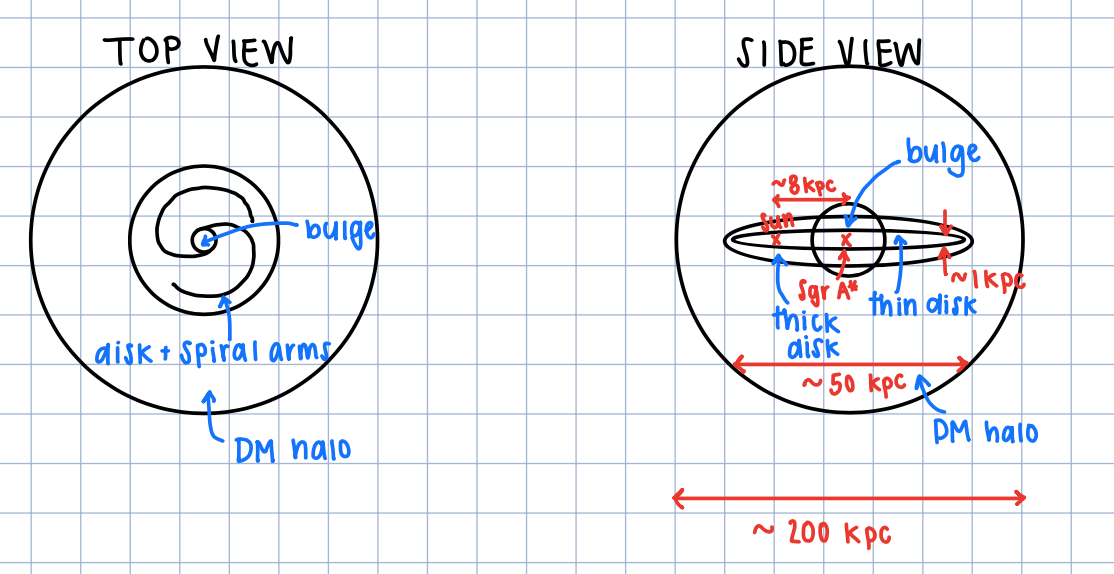 TOP VIEW
bulge
disk + spiral arms
DM halo
SIDE VIEW
bulge
~8kpc
sun
x
x
~1kpc
Sgr A*
thin disk
thick
disk
~50 kpc
DM halo
~ 200 kpc